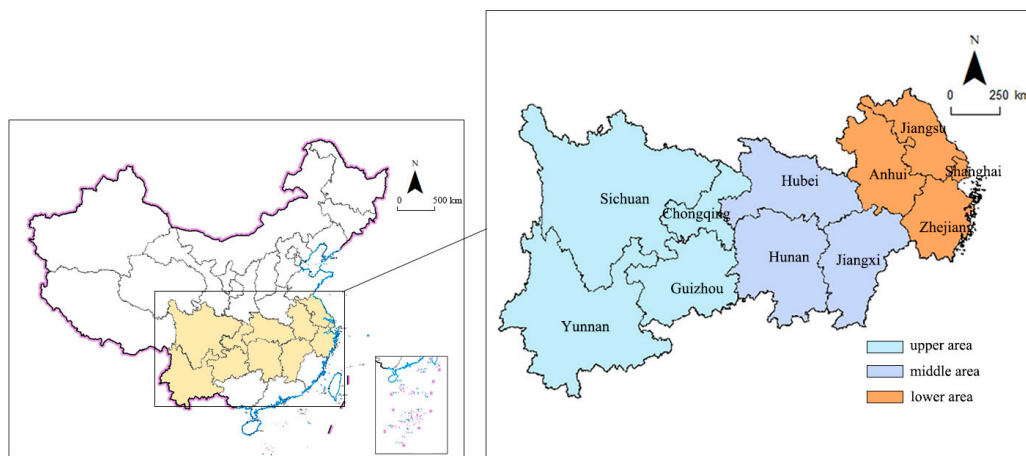 N
0 500 km
N
0 250 km
Jiangsu
Anhui
Shanghai
Hubei
Sichuan
Chongqing
Zhejiang
Hunan
Jiangxi
Guizhou
Yunnan
upper area
middle area
lower area